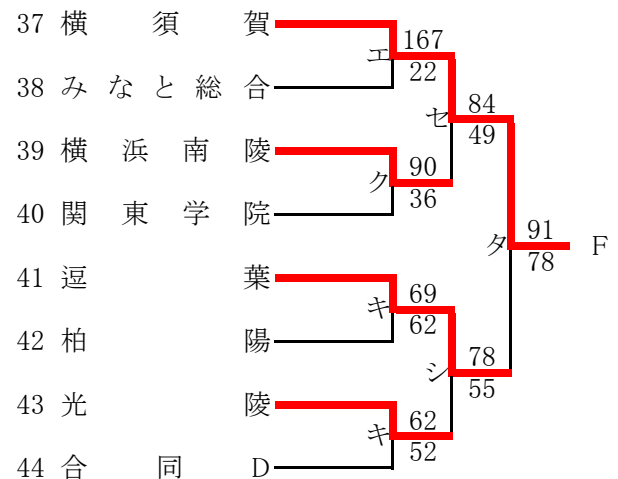 37 横須賀
エ 167
22
38 みなと総合
セ 84
49
39 横浜南陵
ク 90
36
40 関東学院
タ 91
78 F
41 逗葉
キ 69
62
42 柏陽
シ 78
55
43 光陵
キ 62
52
44 合同D